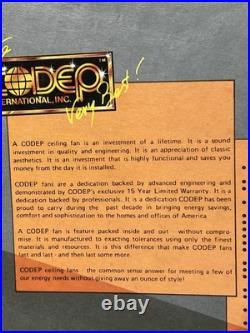 CODEP™
INTERNATIONAL, INC.
Very Best!
A CODEP ceiling fan is an investment of a lifetime. It is a sound
investment in quality and engineering. It is an appreciation of classic
aesthetics. It is an investment that is highly functional and saves you
money from the day it is installed.
CODEP fans are a dedication backed by advanced engineering and
demonstrated by CODEP's exclusive 15 Year Limited Warranty. It is a
dedication backed by professionals. It is a dedication CODEP has been
proud to carry during the past decade in bringing energy savings,
comfort and sophistication to the homes and offices of America
A CODEP fan is feature packed inside and out - without compro-
mise. It is manufactured to exacting tolerances using only the finest
materials and resources. It is this difference that make CODEP fans
last and last - and then last some more.
CODEP ceiling fans - the common sense answer for meeting a few of
our energy needs without giving away an ounce of style!